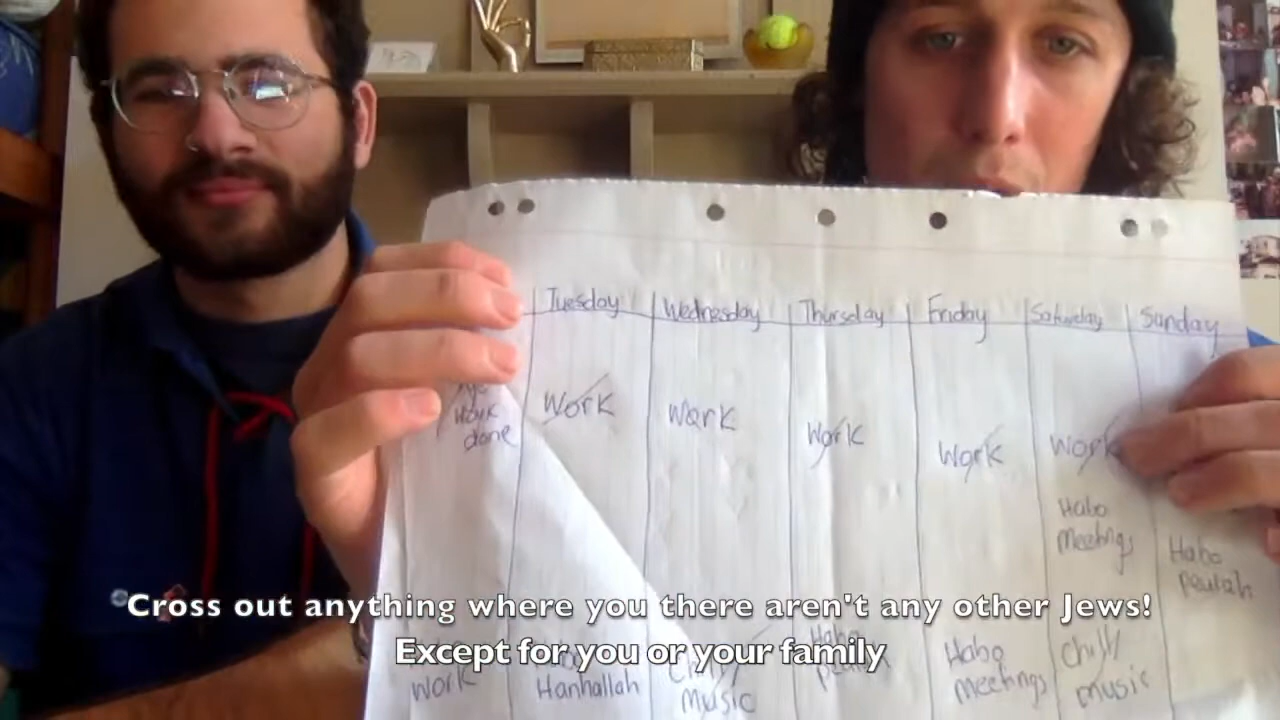 Tuesday Wednesday Thursday Friday Saturday Sunday
work
done
Work
Work
Work
Work
Work
Habo
meetings
Habo
peulah
Work
Hanhallah
Chill/
music
Habo
Habo
meetings
Chill/
music
Cross out anything where you there aren't any other Jews!
Except for you or your family